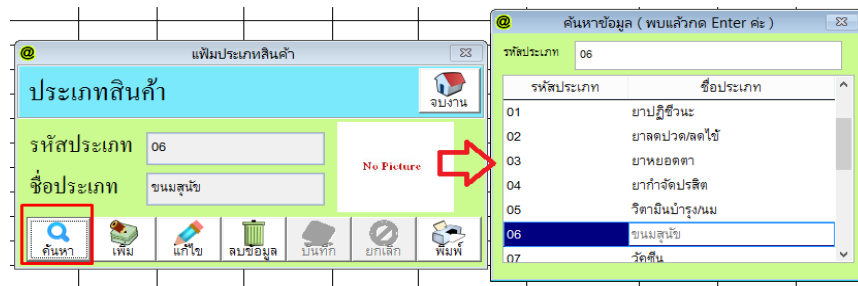 แฟ้มประเภทสินค้า
ประเภทสินค้า
จบงาน
รหัสประเภท 06
ชื่อประเภท ขนมสุนัข
No Picture
ค้นหา เพิ่ม แก้ไข ลบข้อมูล บันทึก ยกเลิก พิมพ์
ค้นหาข้อมูล ( พบแล้วกด Enter ค่ะ )
รหัสประเภท 06
รหัสประเภท ชื่อประเภท
01 ยาปฏิชีวนะ
02 ยาลดปวด/ลดไข้
03 ยาหยอดตา
04 ยากำจัดปรสิต
05 วิตามินบำรุง/นม
06 ขนมสุนัข
07 วัคซีน